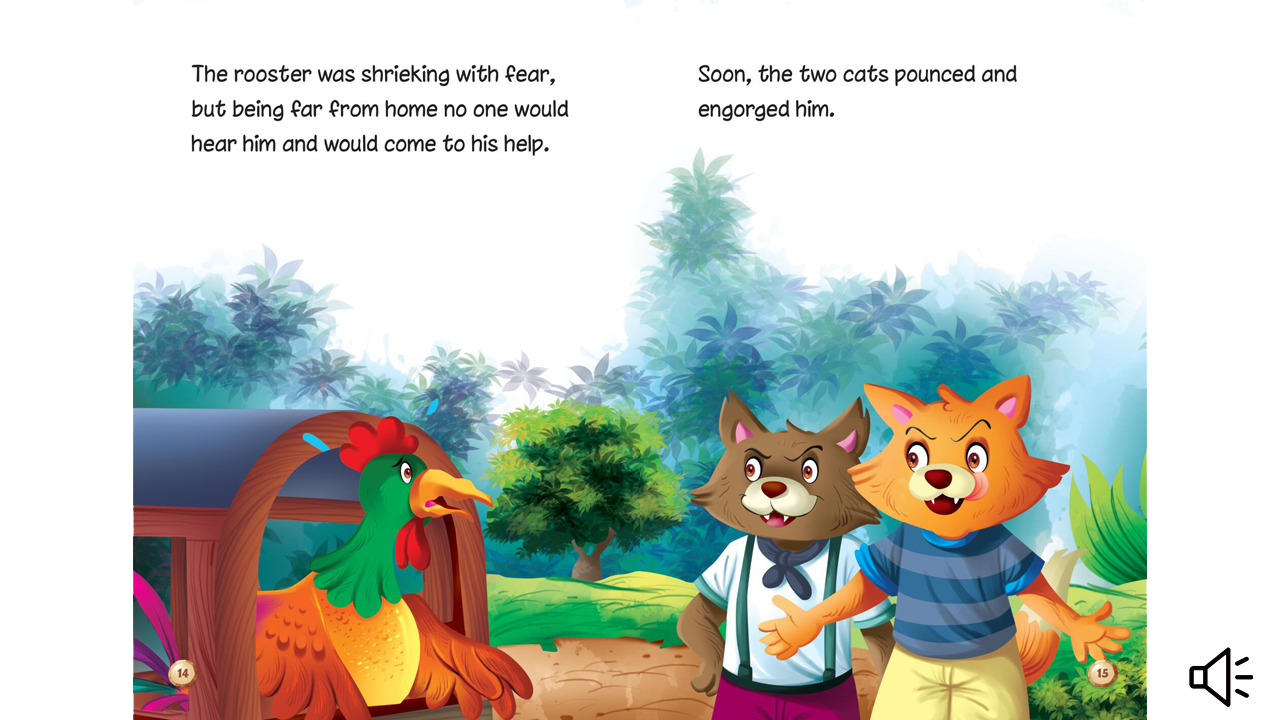 The rooster was shrieking with fear,
but being far from home no one would
hear him and would come to his help.
Soon, the two cats pounced and
engorged him.
14
15